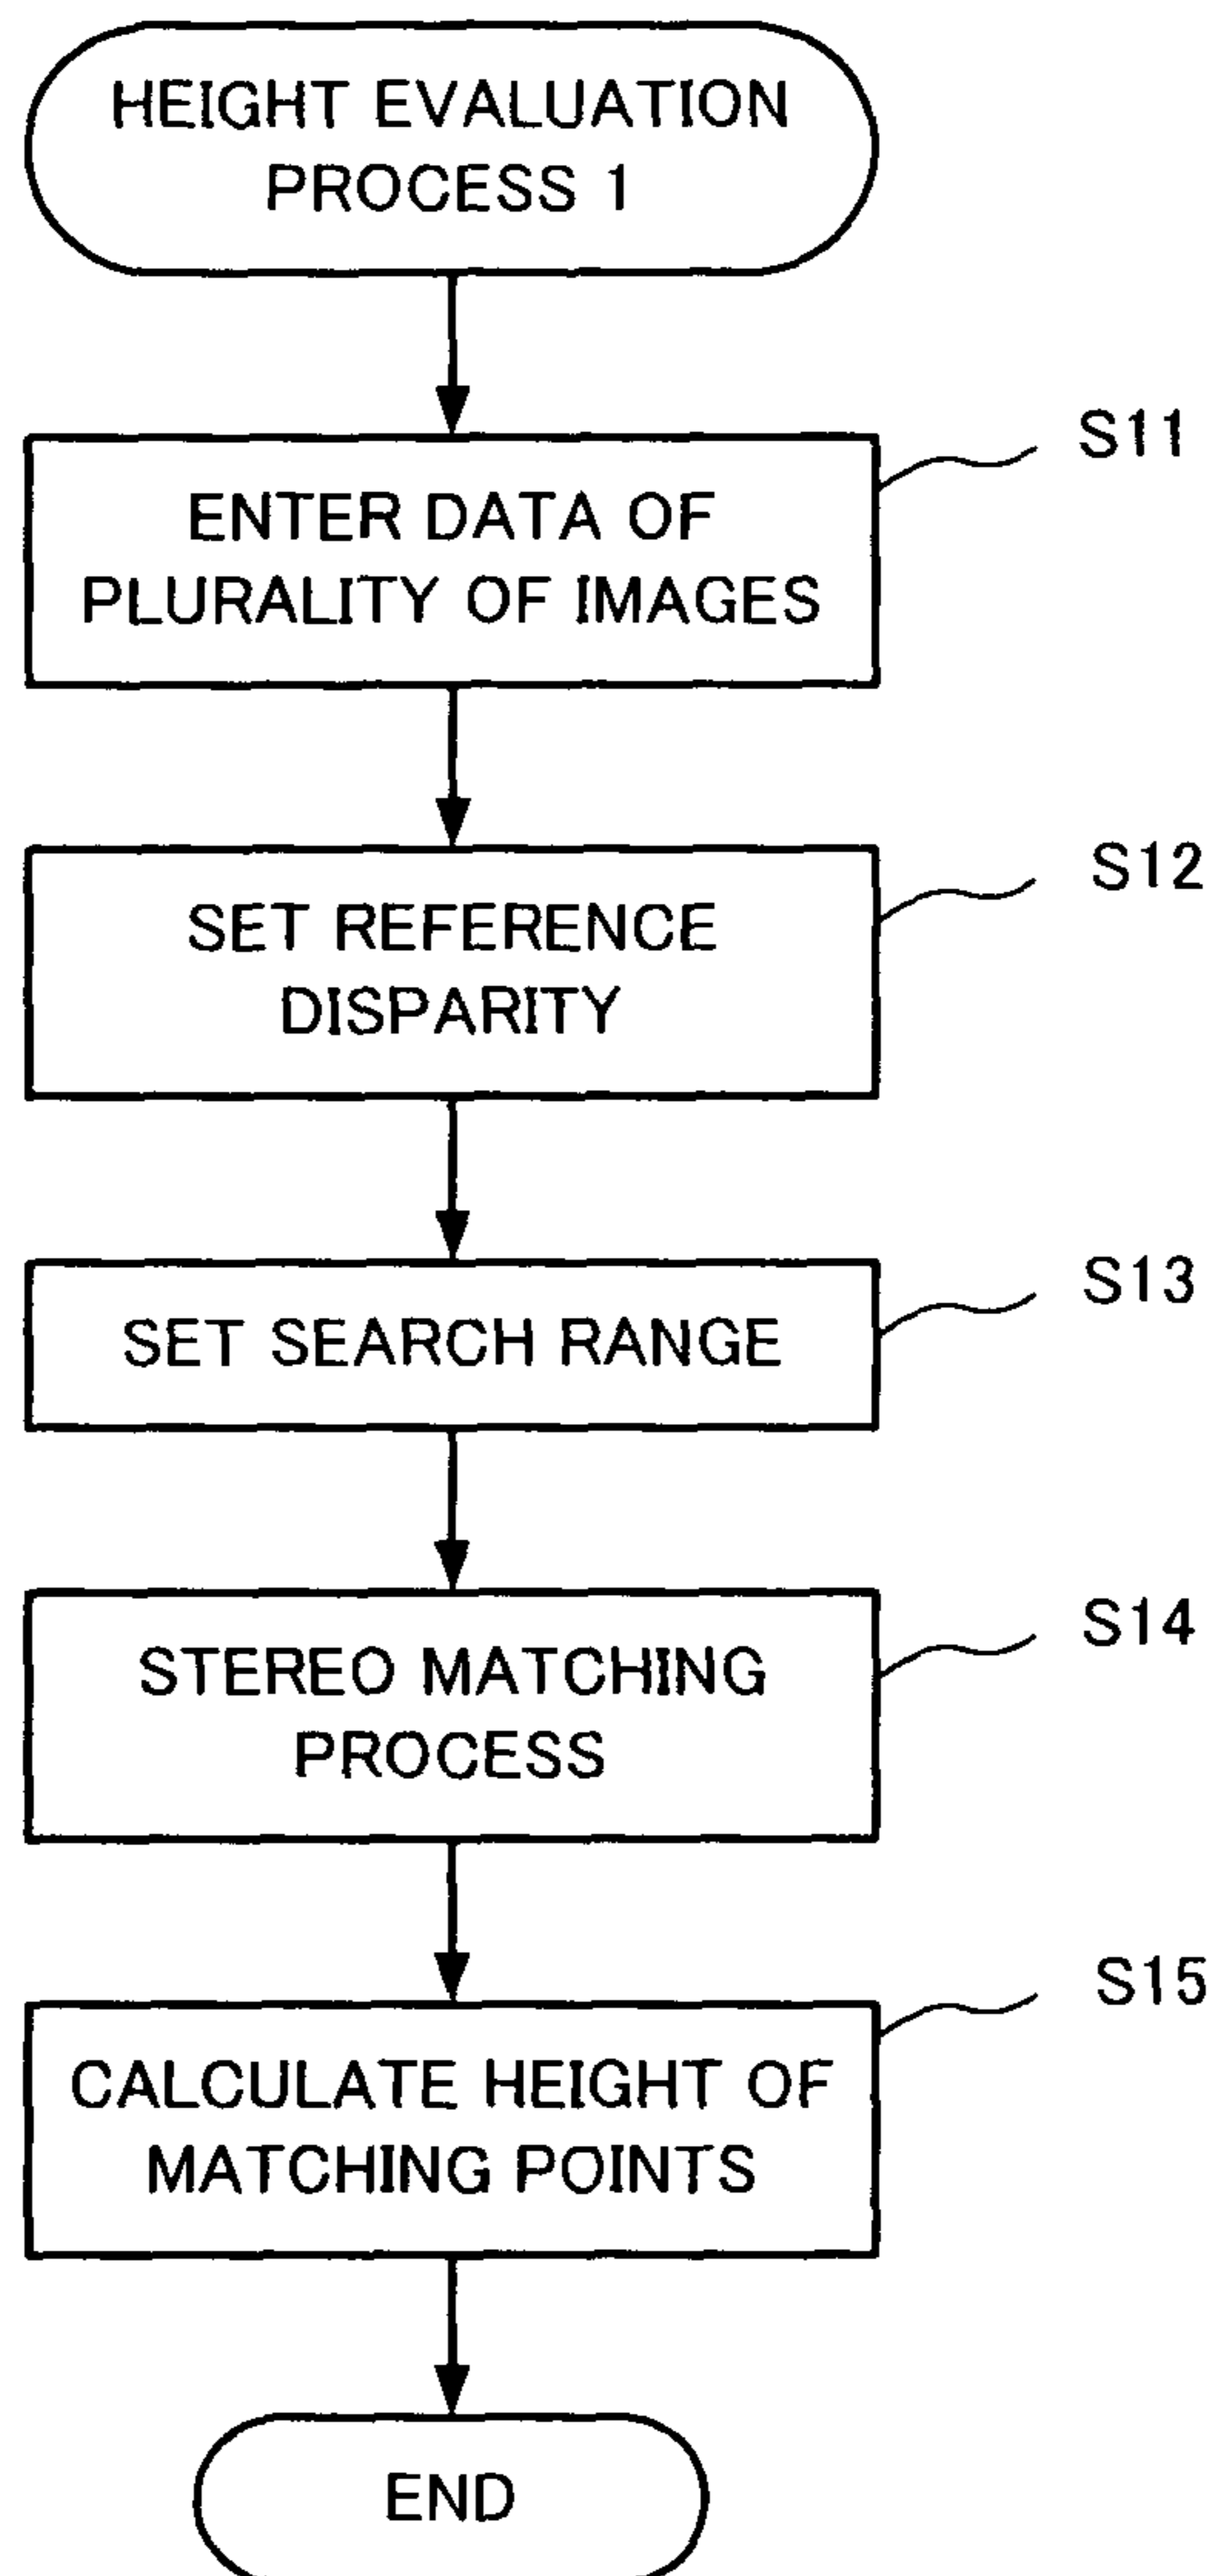 HEIGHT EVALUATION
PROCESS 1
S11
ENTER DATA OF
PLURALITY OF IMAGES
S12
SET REFERENCE
DISPARITY
S13
SET SEARCH RANGE
S14
STEREO MATCHING
PROCESS
S15
CALCULATE HEIGHT OF
MATCHING POINTS
END